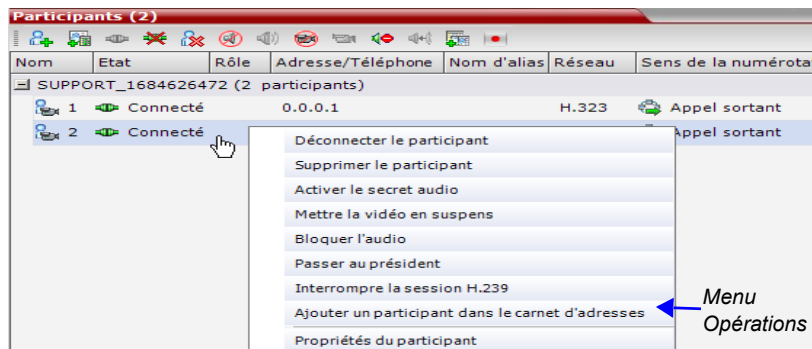 Participants (2)
Nom Etat Rôle Adresse/Téléphone Nom d'alias Réseau Sens de la numérota
SUPPORT_1684626472 (2 participants)
1 Connecté 0.0.0.1 H.323 Appel sortant
2 Connecté Appel sortant
Déconnecter le participant
Supprimer le participant
Activer le secret audio
Mettre la vidéo en suspens
Bloquer l'audio
Passer au président
Interrompre la session H.239
Ajouter un participant dans le carnet d'adresses
Propriétés du participant
Menu
Opérations